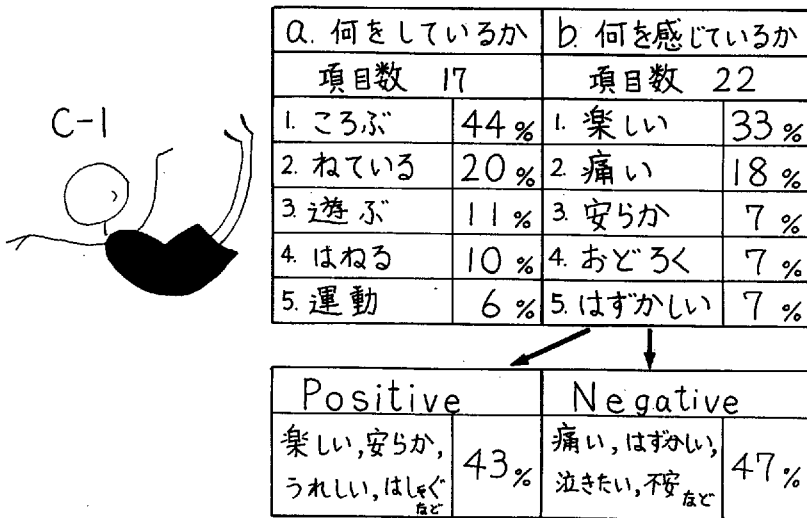 C-1
a. 何をしているか b. 何を感じているか
項目数 17 項目数 22
1. ころぶ 44% 1. 楽しい 33%
2. ねている 20% 2. 痛い 18%
3. 遊ぶ 11% 3. 安らか 7%
4. はねる 10% 4. おどろく 7%
5. 運動 6% 5. はずかしい 7%
Positive Negative
楽しい,安らか,
うれしい,はしゃぐ
など
43%
痛い,はずかしい,
泣きたい,不安など
47%